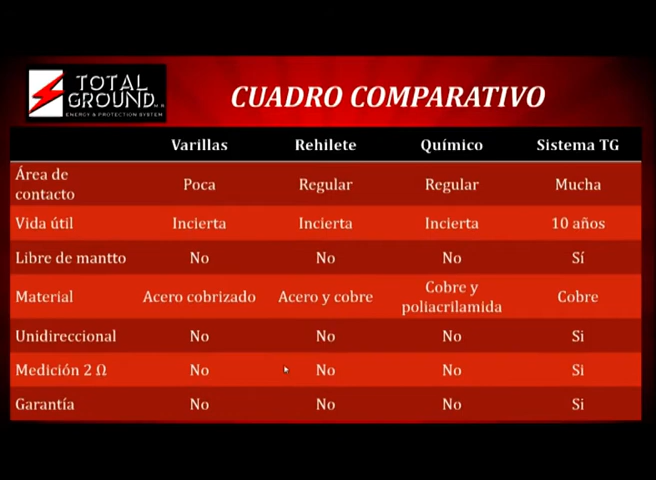 TOTAL
GROUND
ENERGY & PROTECTION SYSTEM
CUADRO COMPARATIVO
Varillas Rehilete Químico Sistema TG
Área de
contacto Poca Regular Regular Mucha
Vida útil Incierta Incierta Incierta 10 años
Libre de mantto No No No Sí
Material Acero cobrizado Acero y cobre Cobre y
poliacrilamida Cobre
Unidireccional No No No Si
Medición 2 Ω No No No Si
Garantía No No No Si